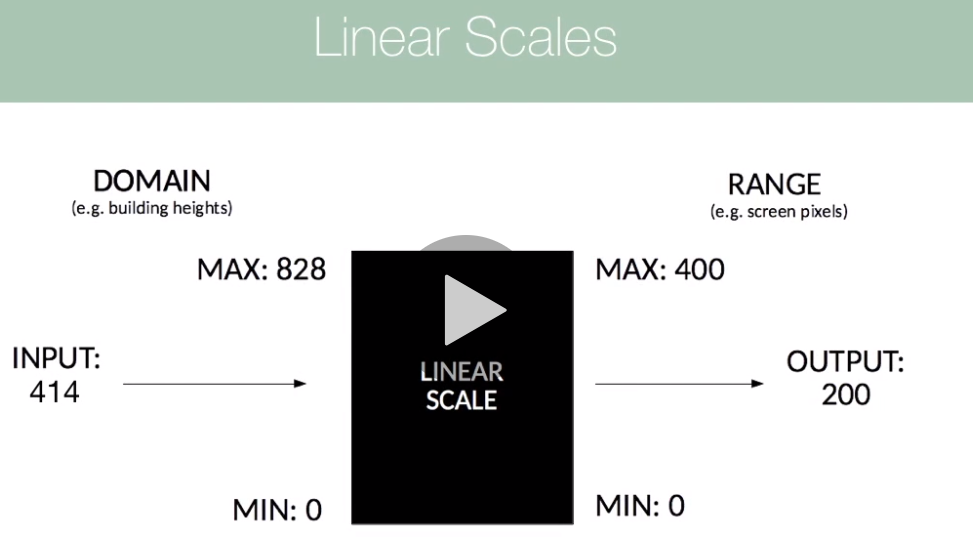 Linear Scales
DOMAIN
(e.g. building heights)
RANGE
(e.g. screen pixels)
MAX: 828
MAX: 400
INPUT:
414
LINEAR
SCALE
OUTPUT:
200
MIN: 0
MIN: 0